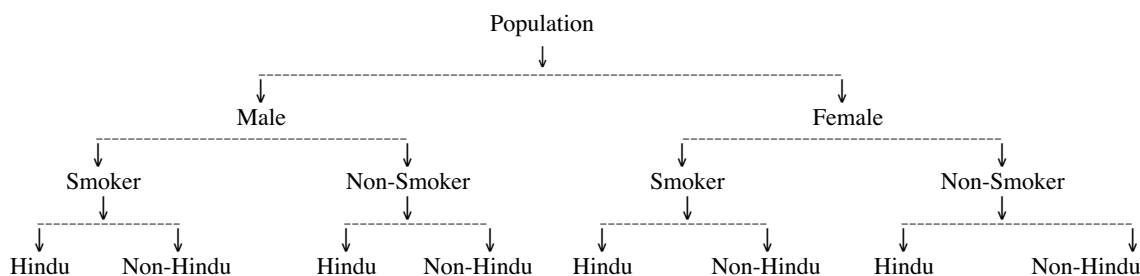 Population
Male Female
Smoker Non-Smoker Smoker Non-Smoker
Hindu Non-Hindu Hindu Non-Hindu Hindu Non-Hindu Hindu Non-Hindu